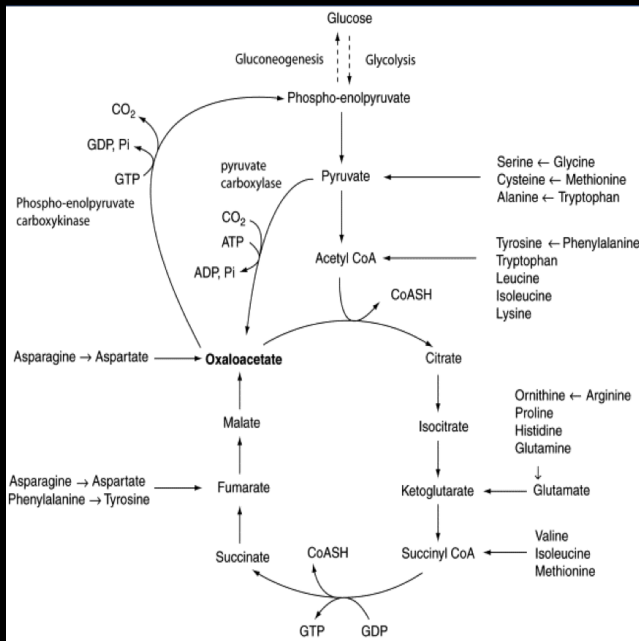 Glucose
Gluconeogenesis
Glycolysis
Phospho-enolpyruvate
CO2
GDP, Pi
GTP
Phospho-enolpyruvate
carboxykinase
pyruvate
carboxylase
Pyruvate
Serine ← Glycine
Cysteine ← Methionine
Alanine ← Tryptophan
CO2
ATP
ADP, Pi
Acetyl CoA
Tyrosine ← Phenylalanine
Tryptophan
Leucine
Isoleucine
Lysine
CoASH
Asparagine → Aspartate
Oxaloacetate
Citrate
Malate
Isocitrate
Ornithine ← Arginine
Proline
Histidine
Glutamine
↓
Glutamate
Asparagine → Aspartate
Phenylalanine → Tyrosine
Fumarate
Ketoglutarate
Succinate
CoASH
Succinyl CoA
Valine
Isoleucine
Methionine
GTP
GDP